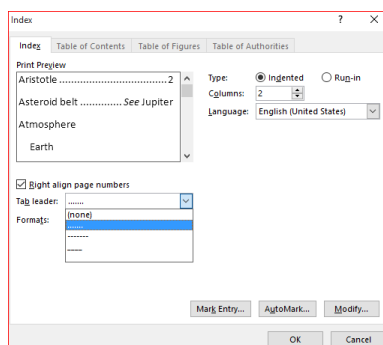 Index ? ×
Index Table of Contents Table of Figures Table of Authorities
Print Preview
Aristotle ................................ 2
Asteroid belt .............. See Jupiter
Atmosphere
Earth
Type: Indented Run-in
Columns: 2
Language: English (United States)
Right align page numbers
Tab leader: .......
(none)
.......
-------
____
Formats:
Mark Entry... AutoMark... Modify...
OK Cancel